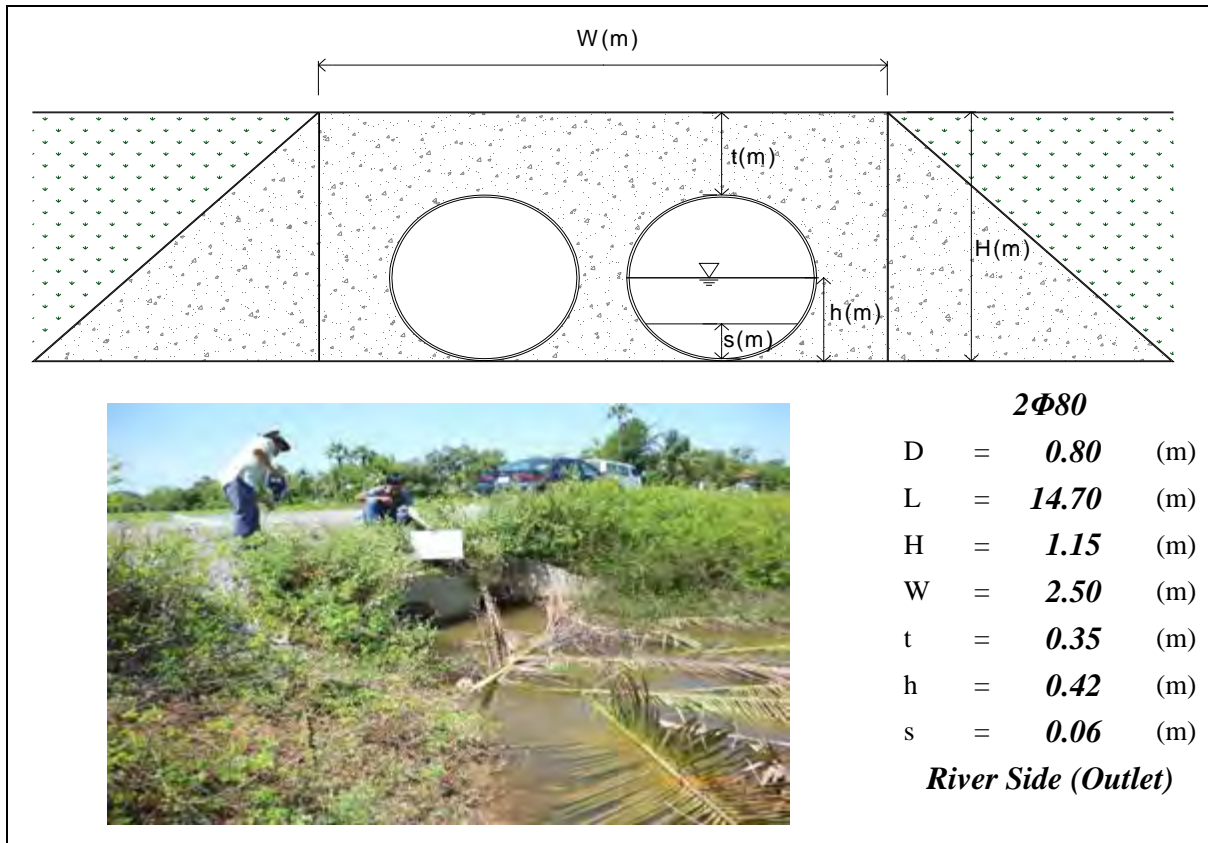 W(m)
t(m)
H(m)
h(m)
s(m)
2Φ80
D = 0.80 (m)
L = 14.70 (m)
H = 1.15 (m)
W = 2.50 (m)
t = 0.35 (m)
h = 0.42 (m)
s = 0.06 (m)
River Side (Outlet)